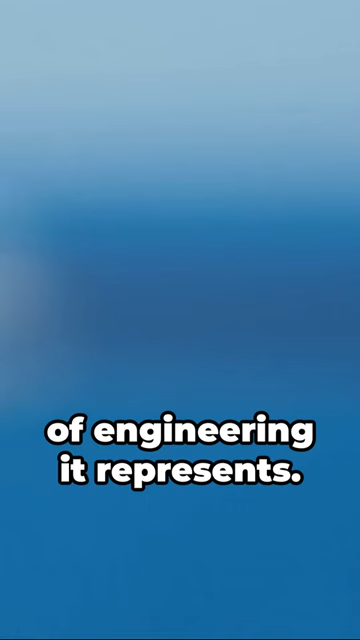 of engineering
it represents.